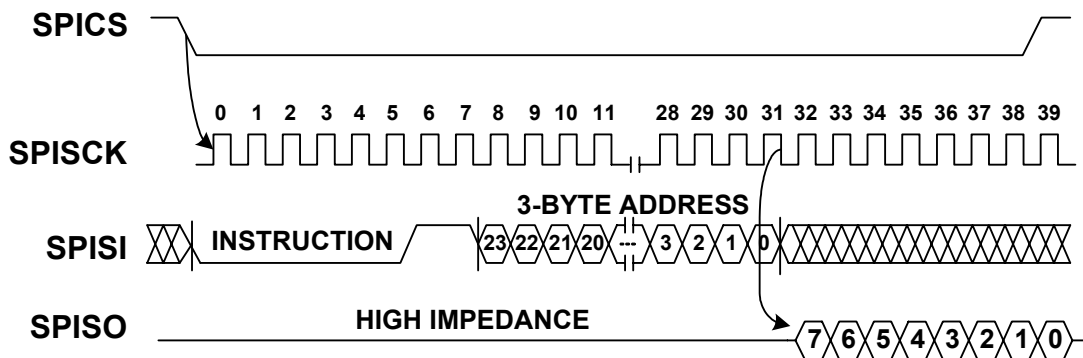 SPICS
0 1 2 3 4 5 6 7 8 9 10 11 28 29 30 31 32 33 34 35 36 37 38 39
SPISCK
3-BYTE ADDRESS
SPISI INSTRUCTION 23 22 21 20 --- 3 2 1 0
HIGH IMPEDANCE
SPISO 7 6 5 4 3 2 1 0